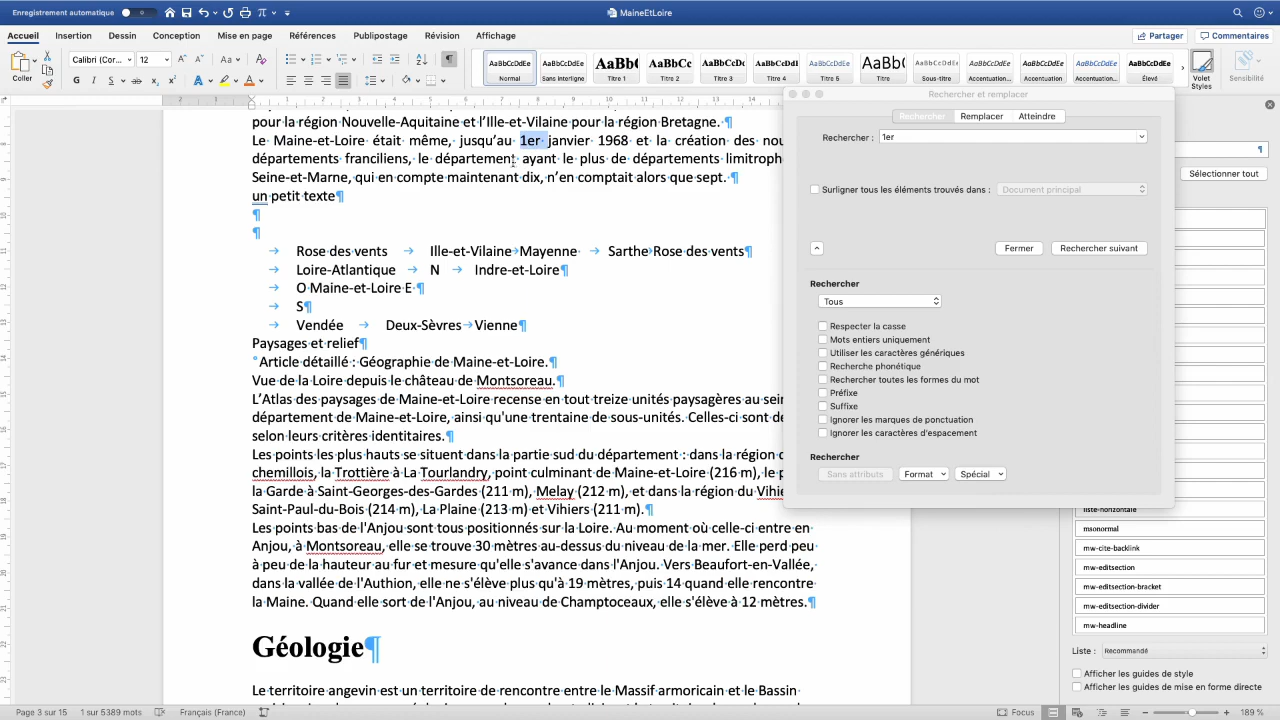 Enregistrement automatique
MaineEtLoire
Accueil Insertion Dessin Conception Mise en page Références Publipostage Révision Affichage Partager Commentaires
Coller
Calibri (Cor... 12
G I S
AaBbCcDdEe AaBbCcDdEe AaBbC AaBbCc AaBbCcDdE AaBbCcDdI AaBbCcDdEe AaBbC AaBbCcDdEe AaBbCcDdEe AaBbCcDdEe AaBbCcDdEe AaBbCcDdEe
Normal Sans Interligne Titre 1 Titre 2 Titre 3 Titre 4 Titre 5 Titre Sous-titre Accentuation... Accentuation Accentuation... Élevé
Volet Styles
Sensibilité
pour la région Nouvelle-Aquitaine et l’Ille-et-Vilaine pour la région Bretagne. ¶
Le Maine-et-Loire était même, jusqu’au 1er janvier 1968 et la création des nou
départements franciliens, le département ayant le plus de départements limitroph
Seine-et-Marne, qui en compte maintenant dix, n’en comptait alors que sept. ¶
un petit texte¶
¶
¶
→ Rose des vents → Ille-et-Vilaine→Mayenne → Sarthe Rose des vents¶
→ Loire-Atlantique → N → Indre-et-Loire¶
→ O Maine-et-Loire E ¶
→ S¶
→ Vendée → Deux-Sèvres→Vienne¶
Paysages et relief¶
°Article détaillé : Géographie de Maine-et-Loire.¶
Vue de la Loire depuis le château de Montsoreau.¶
L’Atlas des paysages de Maine-et-Loire recense en tout treize unités paysagères au sein
département de Maine-et-Loire, ainsi qu'une trentaine de sous-unités. Celles-ci sont dé
selon leurs critères identitaires.¶
Les points les plus hauts se situent dans la partie sud du département : dans la région d
chemillois, la Trottière à La Tourlandry, point culminant de Maine-et-Loire (216 m), le p
la Garde à Saint-Georges-des-Gardes (211 m), Melay (212 m), et dans la région du Vihie
Saint-Paul-du-Bois (214 m), La Plaine (213 m) et Vihiers (211 m).¶
Les points bas de l'Anjou sont tous positionnés sur la Loire. Au moment où celle-ci entre en
Anjou, à Montsoreau, elle se trouve 30 mètres au-dessus du niveau de la mer. Elle perd peu
à peu de la hauteur au fur et mesure qu'elle avance dans l'Anjou. Vers Beaufort-en-Vallée,
dans la vallée de l'Authion, elle ne s'élève plus qu'à 19 mètres, puis 14 quand elle rencontre
la Maine. Quand elle sort de l'Anjou, au niveau de Champtoceaux, elle s'élève à 12 mètres.¶
Géologie¶
Le territoire angevin est un territoire de rencontre entre le Massif armoricain et le Bassin
Rechercher et remplacer
Rechercher Remplacer Atteindre
Rechercher : 1er
Surligner tous les éléments trouvés dans : Document principal
Fermer Rechercher suivant
Rechercher
Tous
Respecter la casse
Mots entiers uniquement
Utiliser les caractères génériques
Recherche phonétique
Rechercher toutes les formes du mot
Préfixe
Suffixe
Ignorer les marques de ponctuation
Ignorer les caractères d'espacement
Rechercher
Sans attributs Format Spécial
Sélectionner tout
liste-horizontale
msonormal
mw-cite-backlink
mw-editsection
mw-editsection-bracket
mw-editsection-divider
mw-headline
Liste : Recommandé
Afficher les guides de style
Afficher les guides de mise en forme directe
Page 3 sur 15 1 sur 5389 mots Français (France) Focus 189 %